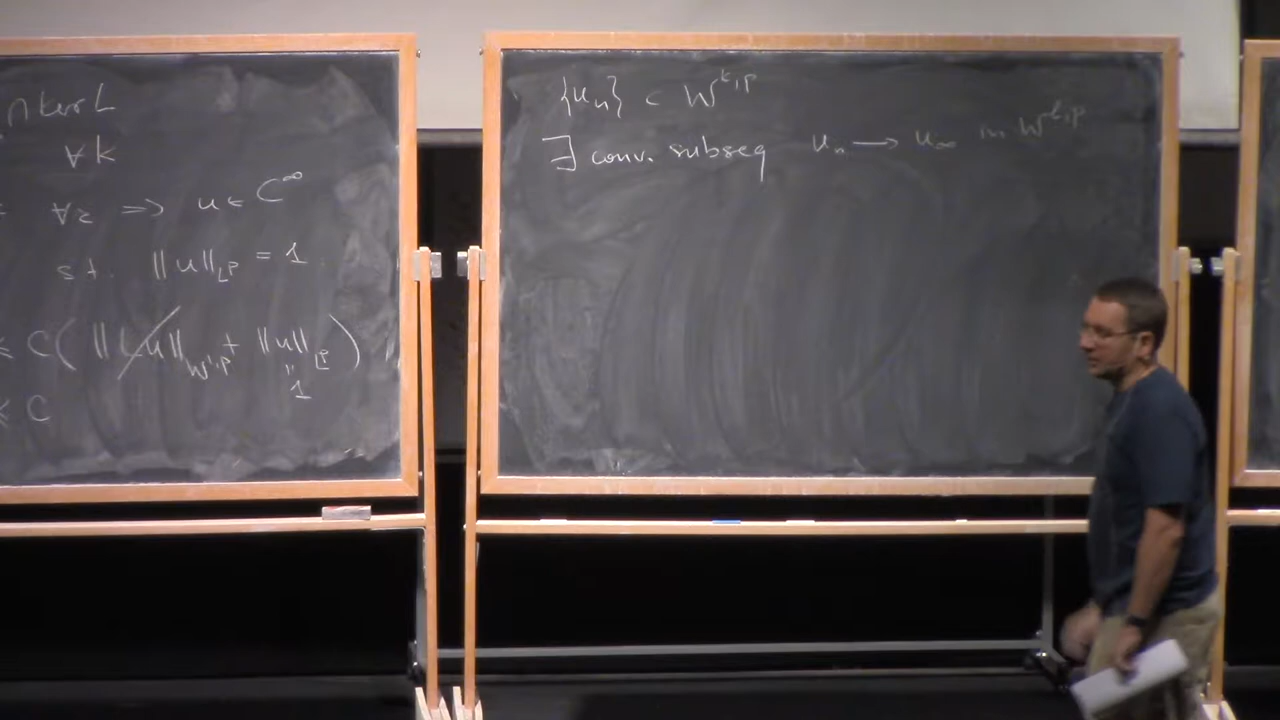 ∩ ker L
∀ k
∀ z ⟹ u ∈ C^∞
s.t. ||u||_{L^p} = 1
≤ C( ||Lu||_{W^{l,p}} + ||u||_{L^p} )
" 1
≤ C
{u_n} ⊂ W^{k,p}
∃ conv. subseq u_n → u_∞ in W^{l,p}